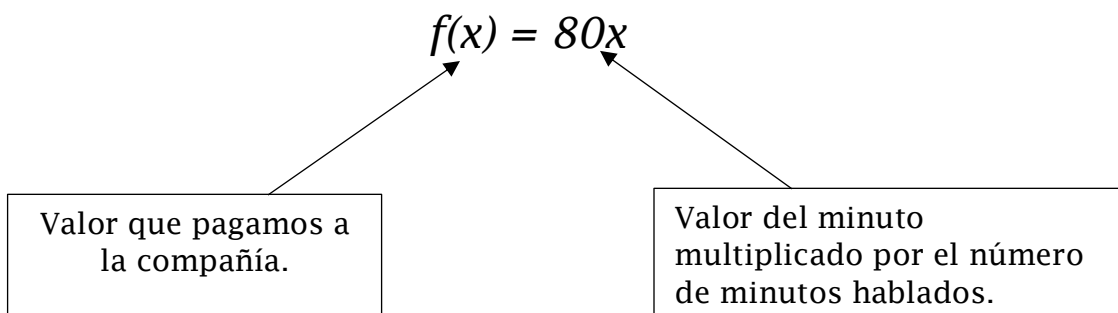 f(x) = 80x
Valor que pagamos a
la compañía.
Valor del minuto
multiplicado por el número
de minutos hablados.